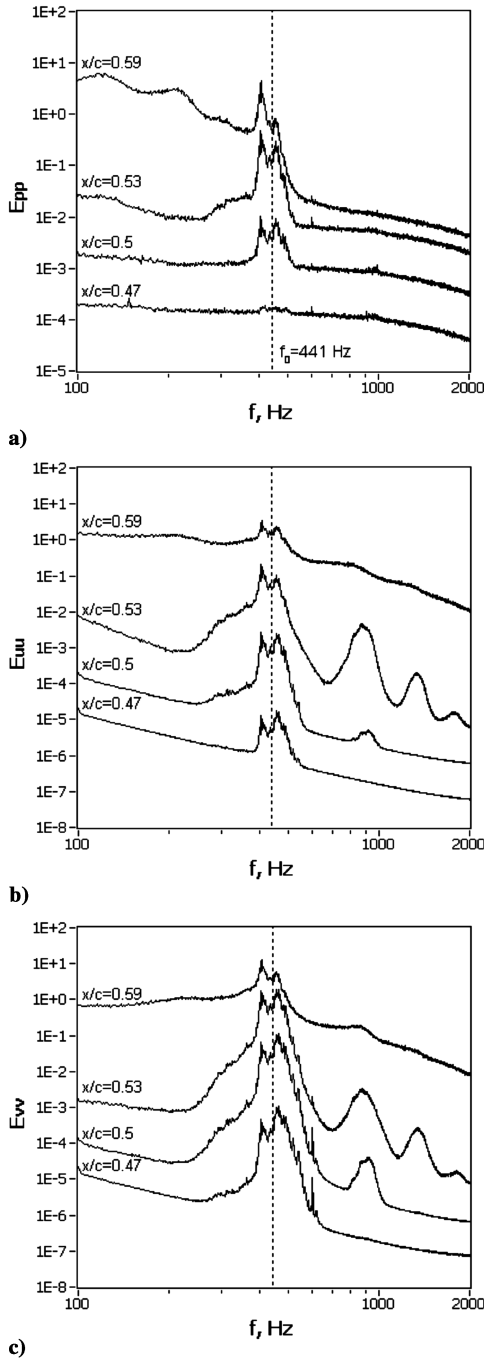 1E+2
1E+1
1E+0
1E-1
1E-2
1E-3
1E-4
1E-5
Epp
x/c=0.59
x/c=0.53
x/c=0.5
x/c=0.47
f₀=441 Hz
100
1000
2000
f, Hz
a)
1E+2
1E+1
1E+0
1E-1
1E-2
1E-3
1E-4
1E-5
1E-6
1E-7
1E-8
Euu
x/c=0.59
x/c=0.53
x/c=0.5
x/c=0.47
100
1000
2000
f, Hz
b)
1E+2
1E+1
1E+0
1E-1
1E-2
1E-3
1E-4
1E-5
1E-6
1E-7
1E-8
Evv
x/c=0.59
x/c=0.53
x/c=0.5
x/c=0.47
100
1000
2000
f, Hz
c)